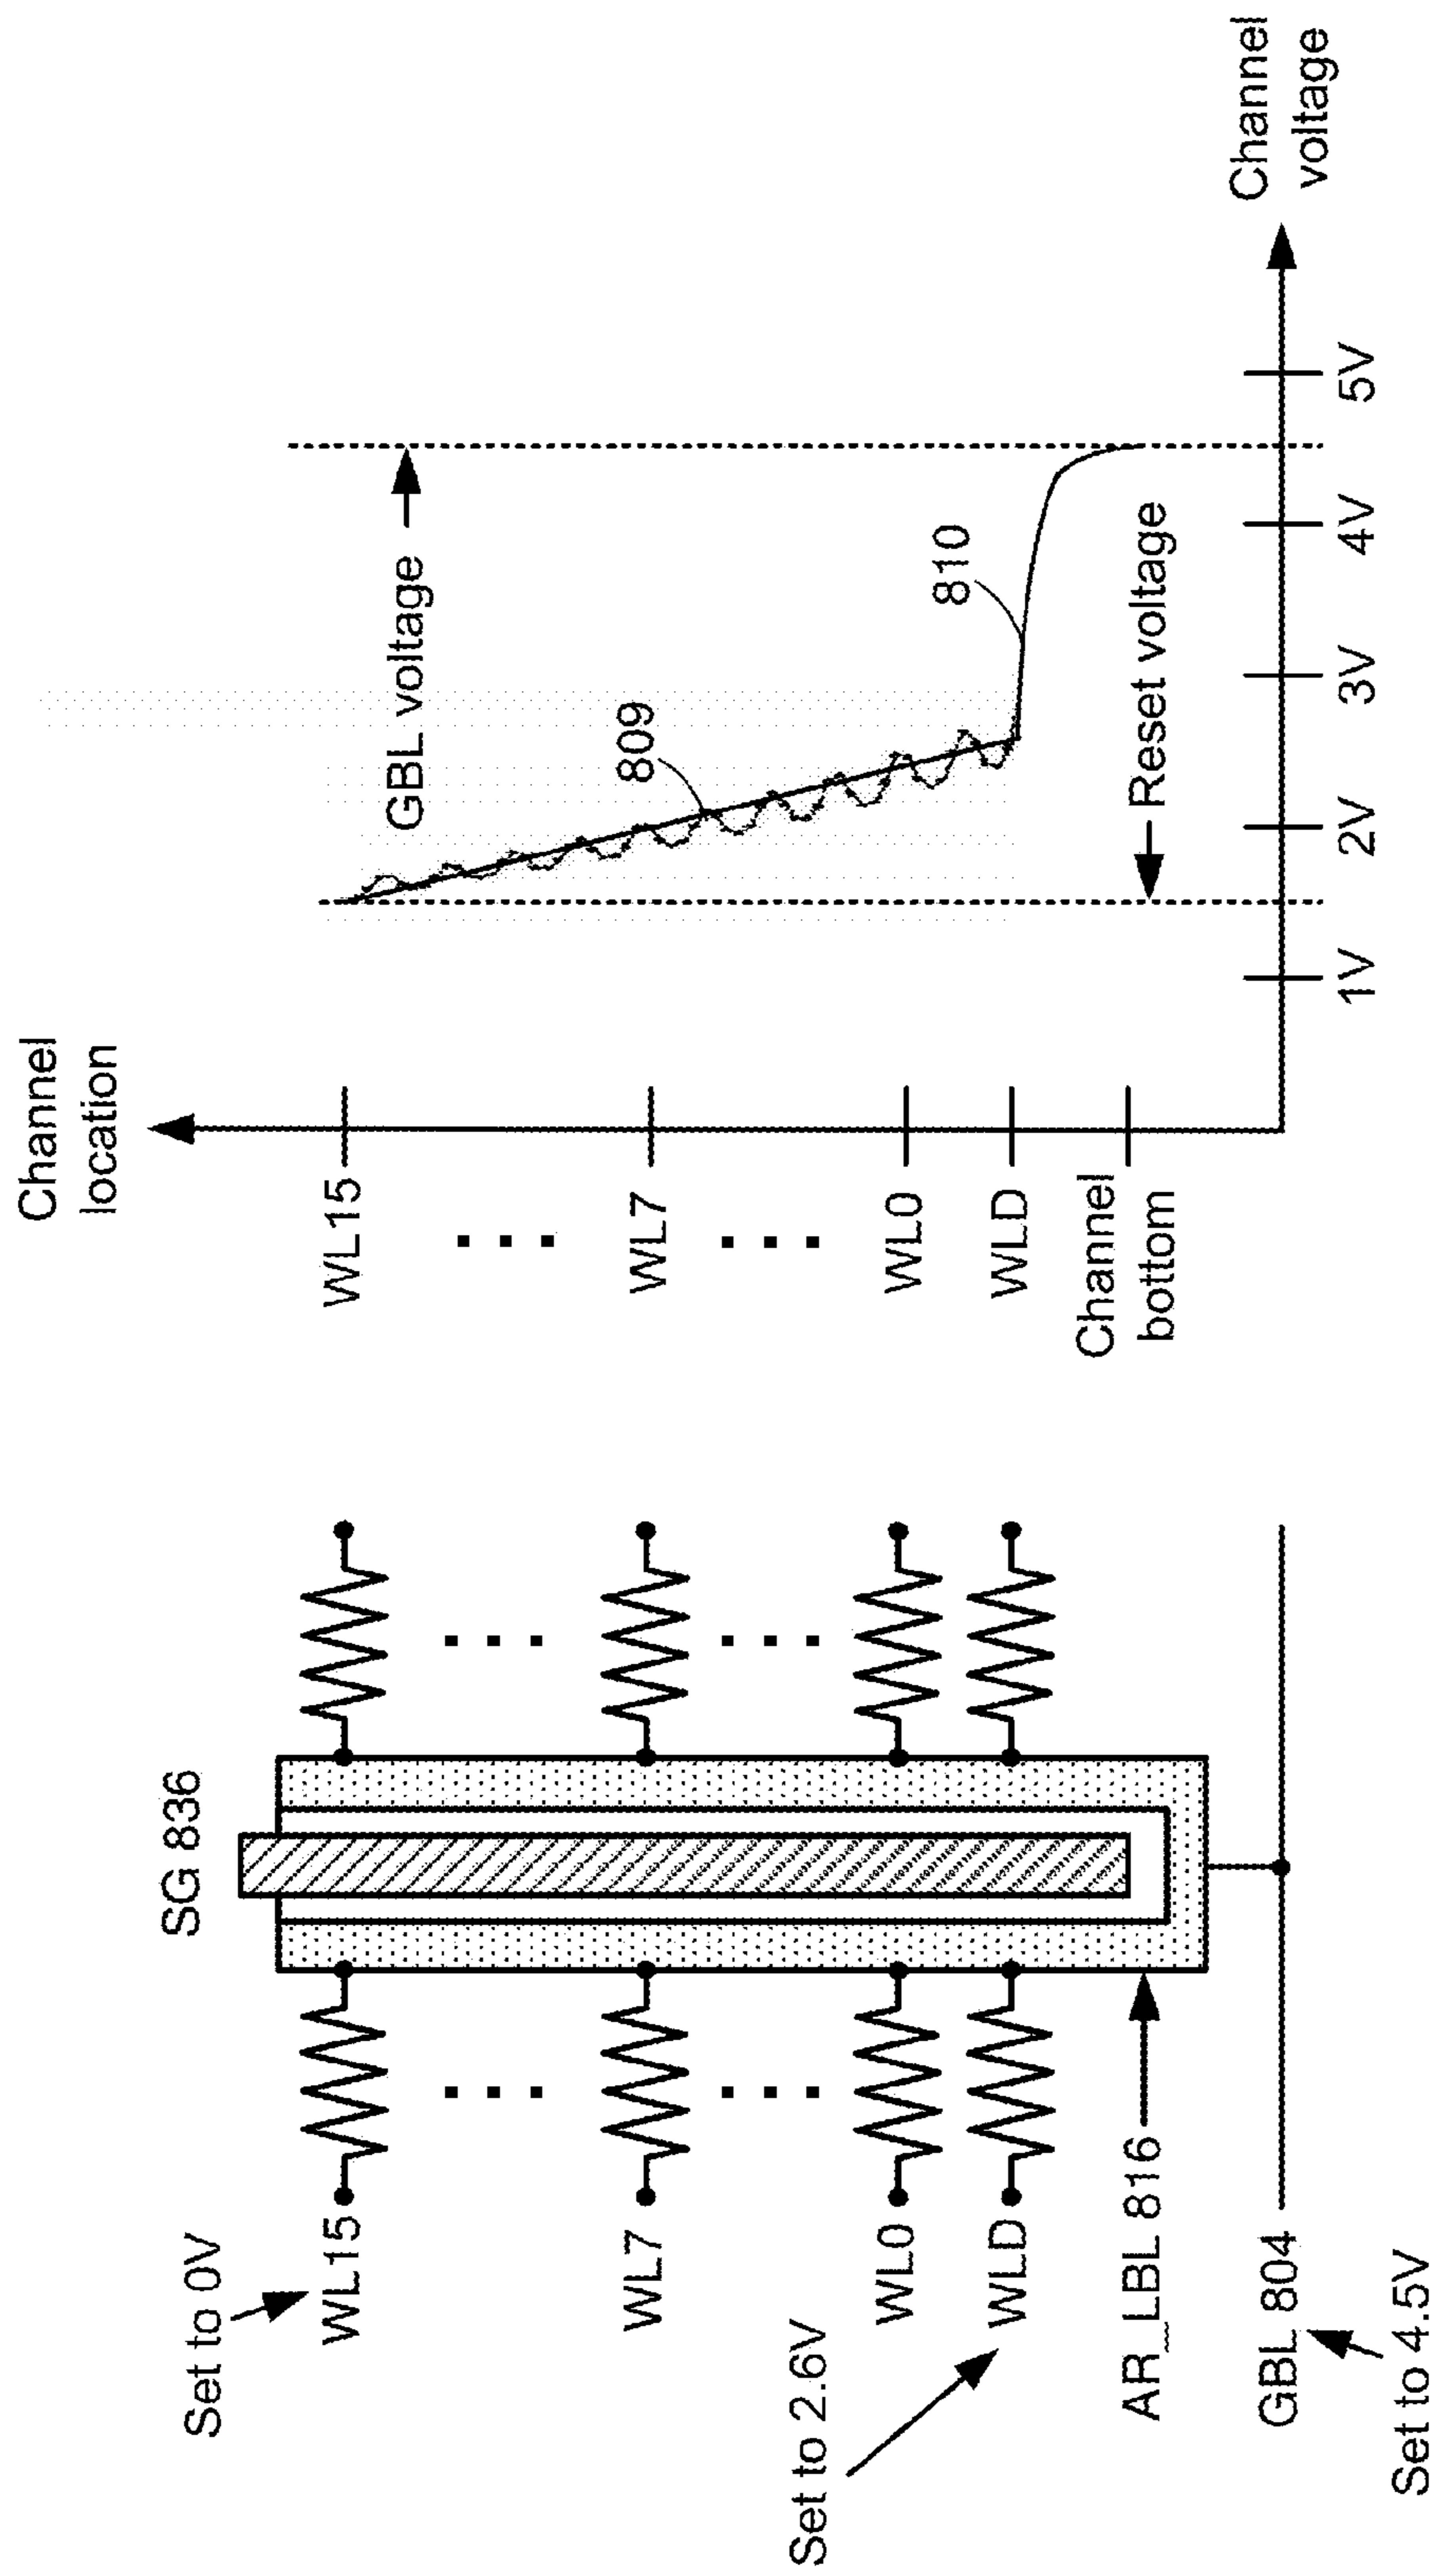 SG 836
Set to 0V
WL15
WL7
Set to 2.6V
WL0
WLD
AR_LBL 816
GBL 804
Set to 4.5V
Channel
location
WL15
GBL voltage
809
WL7
810
WL0
WLD
Channel
bottom
Reset voltage
1V
2V
3V
4V
5V
Channel
voltage